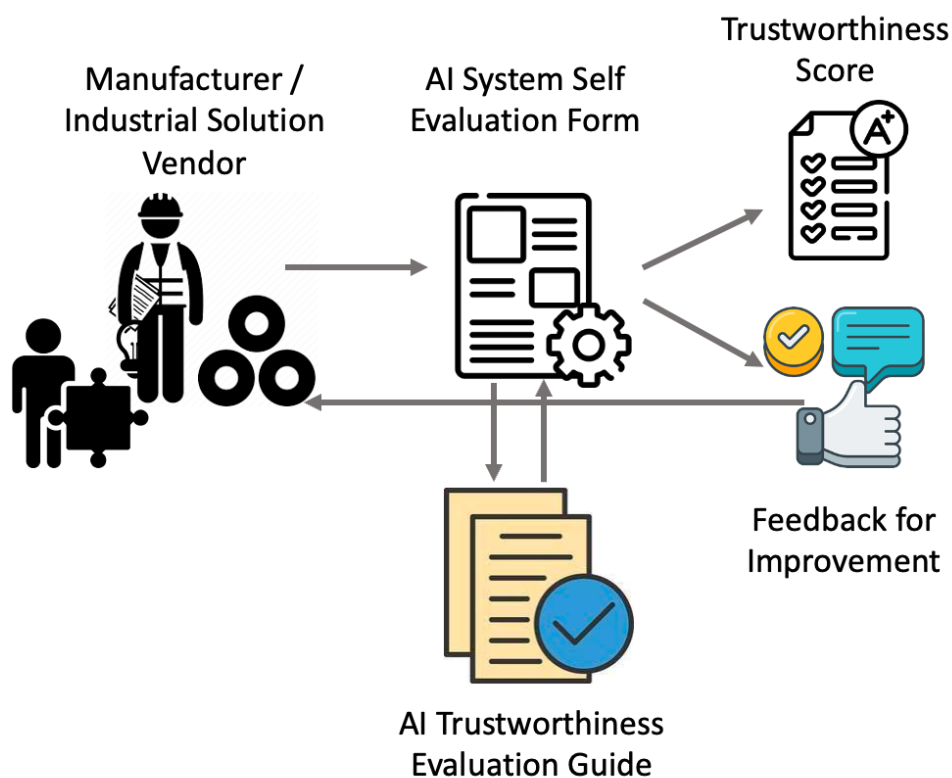 Manufacturer /
Industrial Solution
Vendor
AI System Self
Evaluation Form
Trustworthiness
Score
A+
Feedback for
Improvement
AI Trustworthiness
Evaluation Guide